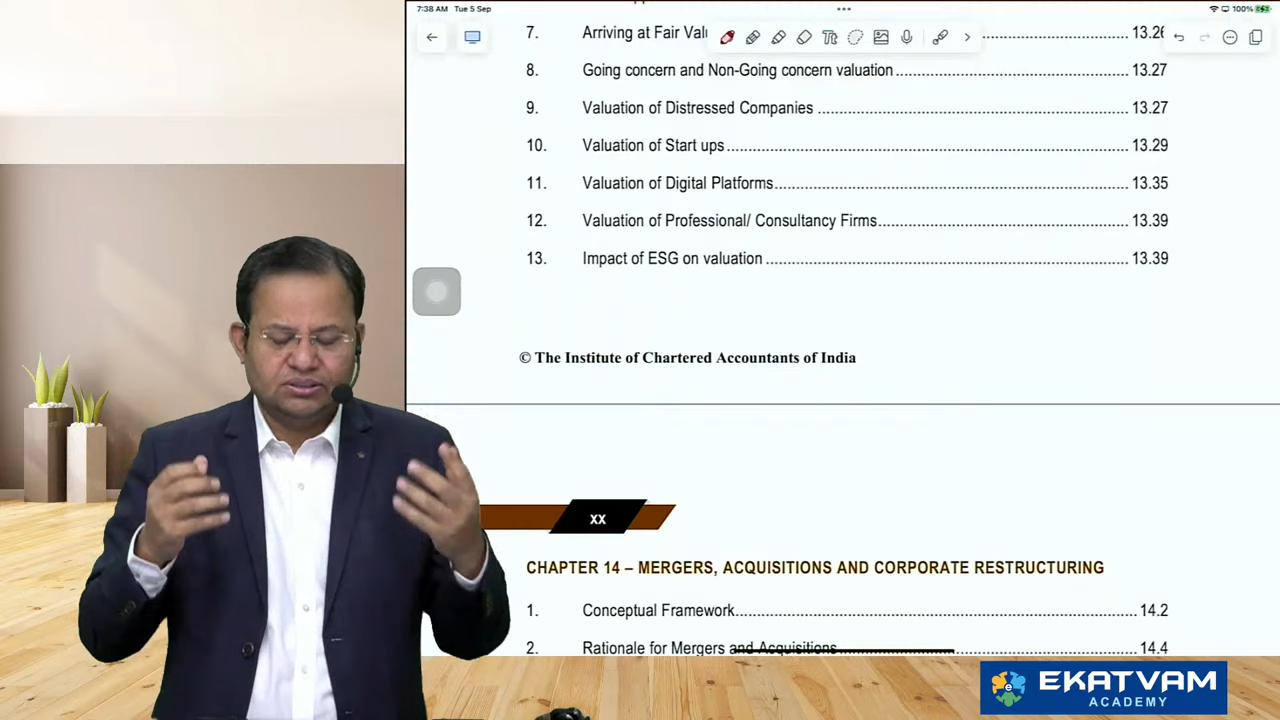 7:38 AM Tue 5 Sep
100%
7. Arriving at Fair Valu 13.26
8. Going concern and Non-Going concern valuation 13.27
9. Valuation of Distressed Companies 13.27
10. Valuation of Start ups 13.29
11. Valuation of Digital Platforms 13.35
12. Valuation of Professional/ Consultancy Firms 13.39
13. Impact of ESG on valuation 13.39
© The Institute of Chartered Accountants of India
xx
CHAPTER 14 – MERGERS, ACQUISITIONS AND CORPORATE RESTRUCTURING
1. Conceptual Framework 14.2
2. Rationale for Mergers and Acquisitions 14.4
EKATVAM
ACADEMY